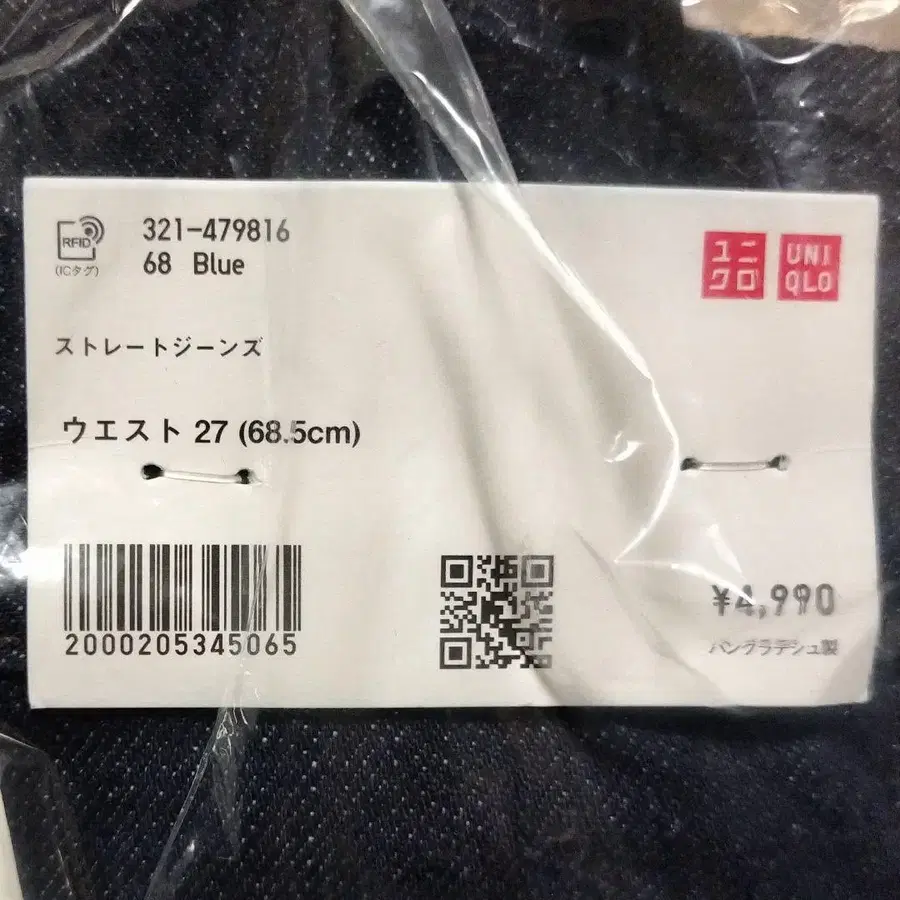 RFID
(ICタグ)
321-479816
68 Blue
ユニ
クロ
UNI
QLO
ストレートジーンズ
ウエスト 27 (68.5cm)
2000205345065
¥4,990
バングラデシュ製